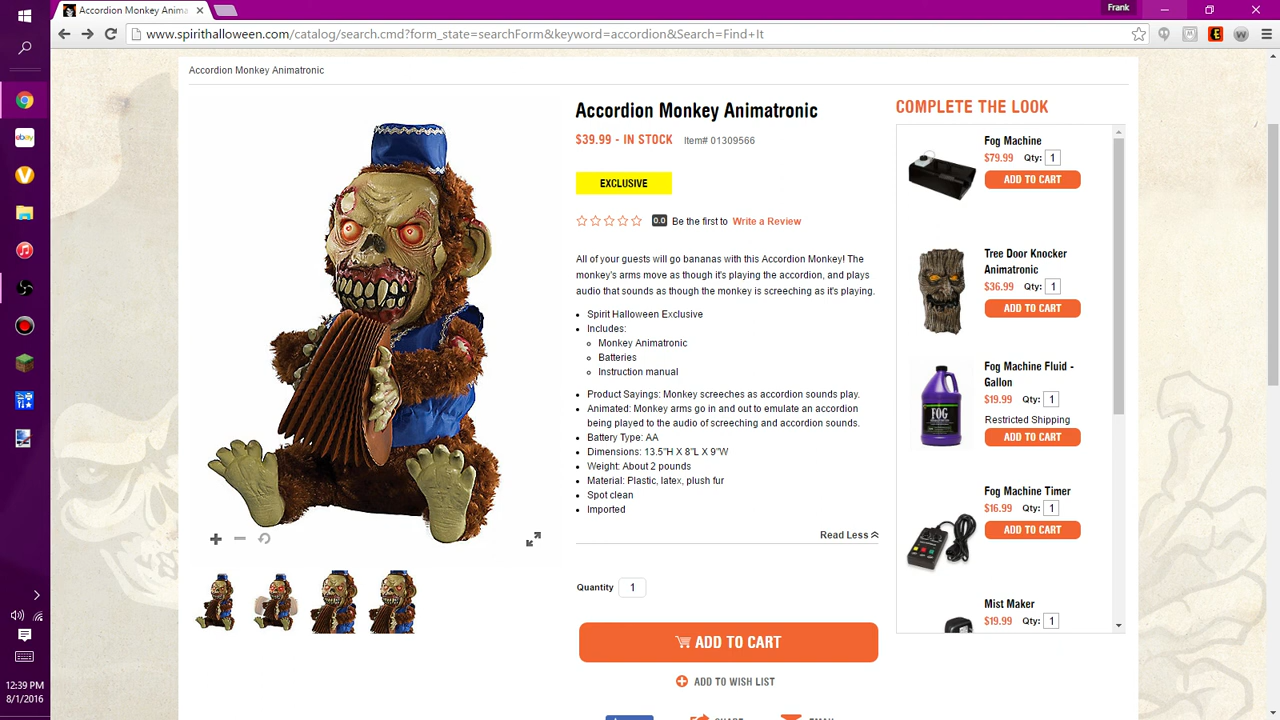 Accordion Monkey Anima
Frank
www.spirithalloween.com/catalog/search.cmd?form_state=searchForm&keyword=accordion&Search=Find+It
Accordion Monkey Animatronic
Accordion Monkey Animatronic
$39.99 - IN STOCK Item# 01309566
EXCLUSIVE
0.0 Be the first to Write a Review
All of your guests will go bananas with this Accordion Monkey! The
monkey's arms move as though it's playing the accordion, and plays
audio that sounds as though the monkey is screeching as it's playing.
Spirit Halloween Exclusive
Includes:
Monkey Animatronic
Batteries
Instruction manual
Product Sayings: Monkey screeches as accordion sounds play.
Animated: Monkey arms go in and out to emulate an accordion
being played to the audio of screeching and accordion sounds.
Battery Type: AA
Dimensions: 13.5"H X 8"L X 9"W
Weight: About 2 pounds
Material: Plastic, latex, plush fur
Spot clean
Imported
Read Less
Quantity 1
ADD TO CART
ADD TO WISH LIST
SHARE EMAIL
COMPLETE THE LOOK
Fog Machine
$79.99 Qty: 1
ADD TO CART
Tree Door Knocker
Animatronic
$36.99 Qty: 1
ADD TO CART
FOG
Fog Machine Fluid -
Gallon
$19.99 Qty: 1
Restricted Shipping
ADD TO CART
Fog Machine Timer
$16.99 Qty: 1
ADD TO CART
Mist Maker
$19.99 Qty: 1
ebay
12:39 PM
8/1/2016